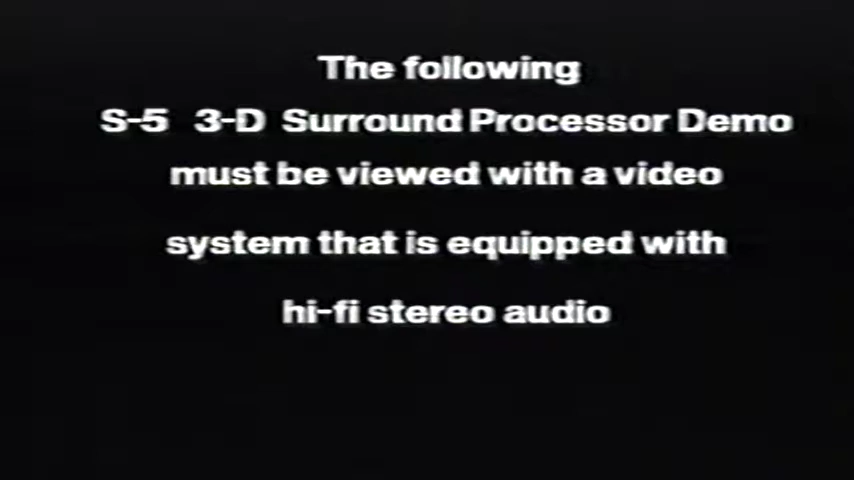 The following
S-5 3-D Surround Processor Demo
must be viewed with a video
system that is equipped with
hi-fi stereo audio